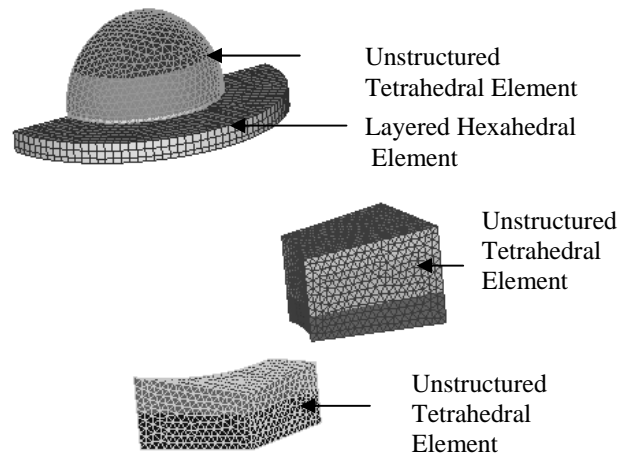 Unstructured
Tetrahedral Element
Layered Hexahedral
Element
Unstructured
Tetrahedral
Element
Unstructured
Tetrahedral
Element